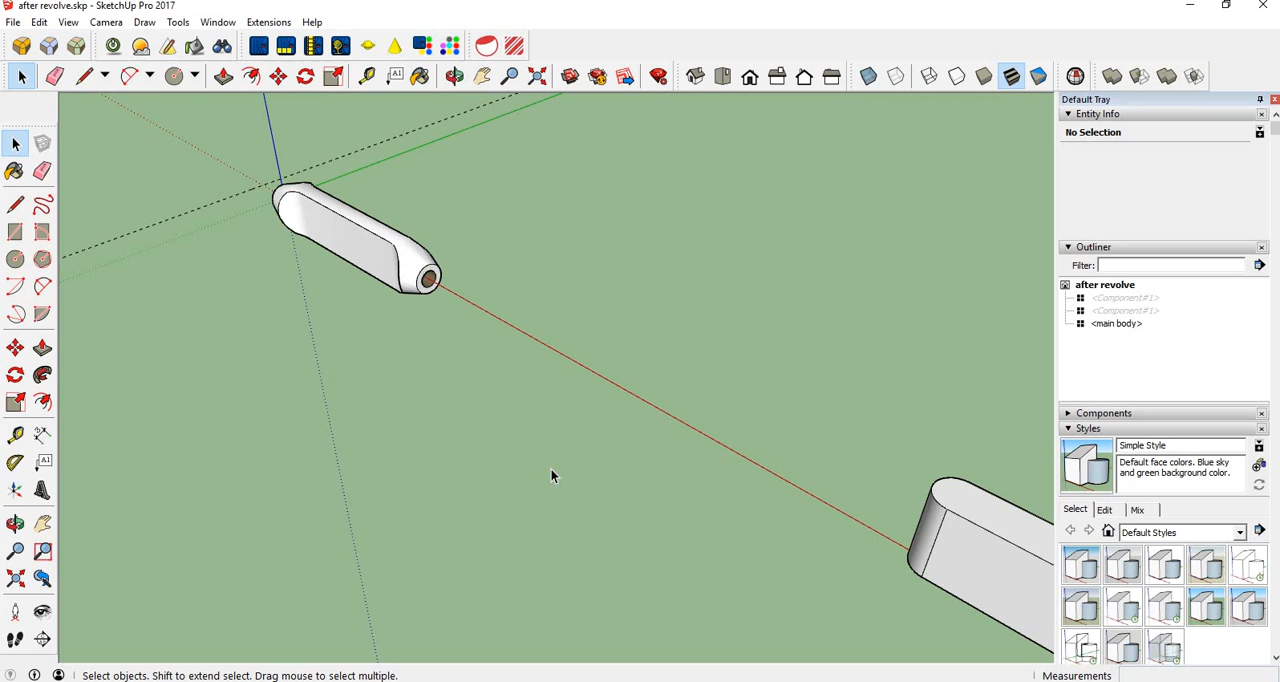 after revolve.skp - SketchUp Pro 2017
File Edit View Camera Draw Tools Window Extensions Help
A1
Default Tray
Entity Info
No Selection
Outliner
Filter:
after revolve
<Component#1>
<Component#1>
<main body>
Components
Styles
Simple Style
Default face colors. Blue sky
and green background color.
Select Edit Mix
Default Styles
A1
Select objects. Shift to extend select. Drag mouse to select multiple.
Measurements